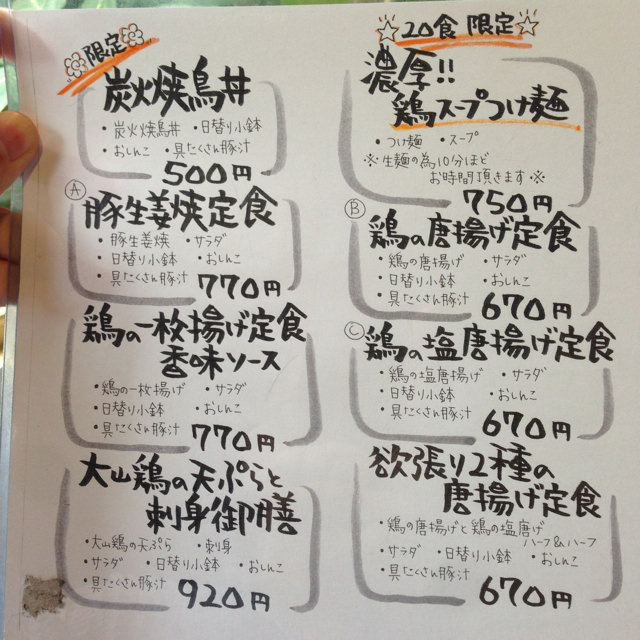 限定
炭火焼鳥丼
・炭火焼鳥丼 ・日替り小鉢
・おしんこ ・具たくさん豚汁
500円
A
豚生姜焼定食
・豚生姜焼 ・サラダ
・日替り小鉢 ・おしんこ
・具たくさん豚汁 770円
鶏の一枚揚げ定食
香味ソース
・鶏の一枚揚げ ・サラダ
・日替り小鉢 ・おしんこ
・具たくさん豚汁 770円
大山鶏の天ぷらと
刺身御膳
・大山鶏の天ぷら ・刺身
・サラダ ・日替り小鉢 ・おしんこ
・具たくさん豚汁 920円
☆20食 限定☆
濃厚!!
鶏スープつけ麺
・つけ麺 ・スープ
※生麺の為10分ほど
お時間頂きます※
750円
B
鶏の唐揚げ定食
・鶏の唐揚げ ・サラダ
・日替り小鉢 ・おしんこ
・具たくさん豚汁 670円
C
鶏の塩唐揚げ定食
・鶏の塩唐揚げ ・サラダ
・日替り小鉢 ・おしんこ
・具たくさん豚汁 670円
欲張り2種の
唐揚げ定食
・鶏の唐揚げと鶏の塩唐揚げ
ハーフ&ハーフ
・サラダ ・日替り小鉢 ・おしんこ
・具たくさん豚汁 670円